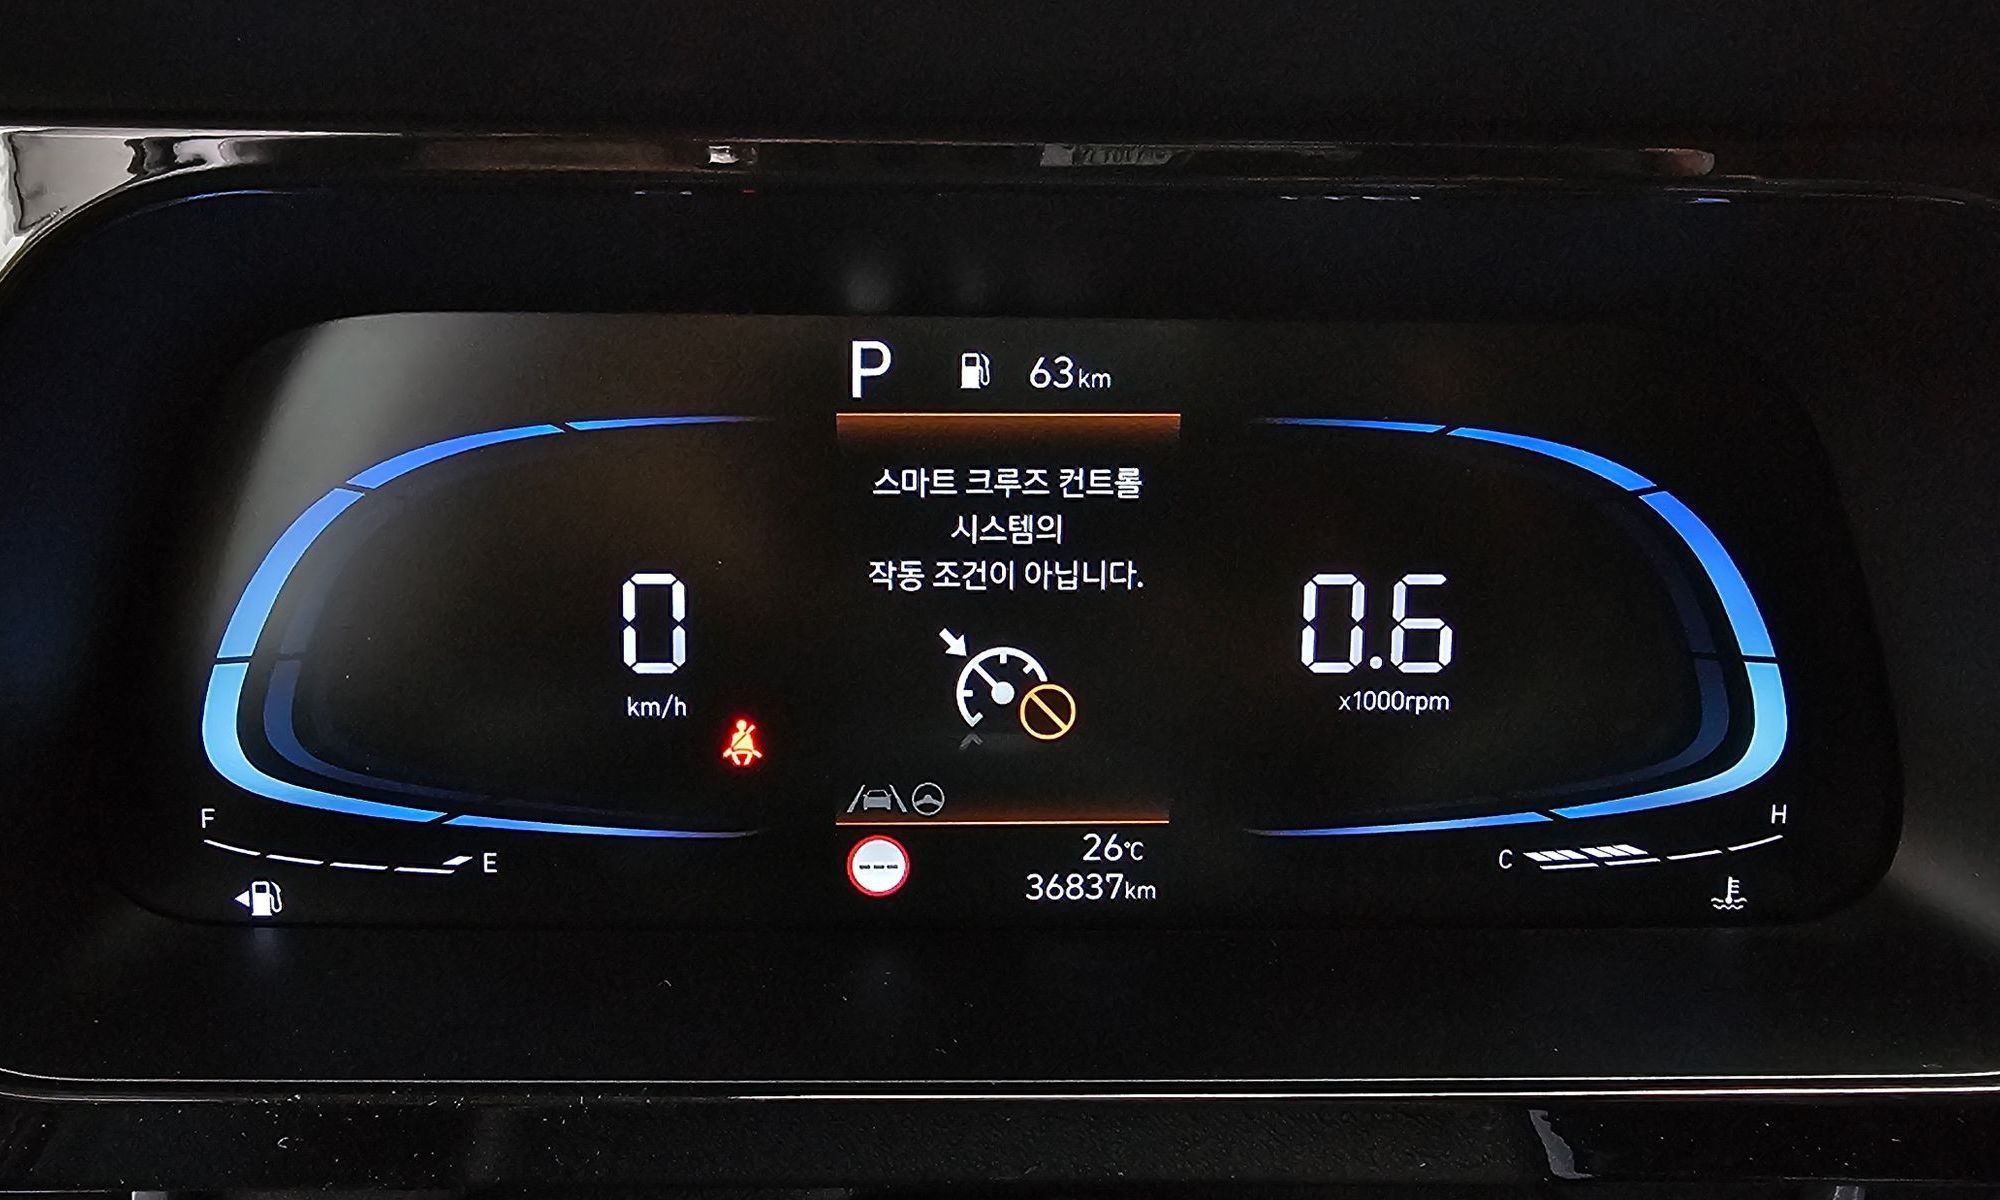 P 63km
스마트 크루즈 컨트롤
시스템의
작동 조건이 아닙니다.
0
km/h
0.6
x1000rpm
F
E
C
H
26°C
36837km